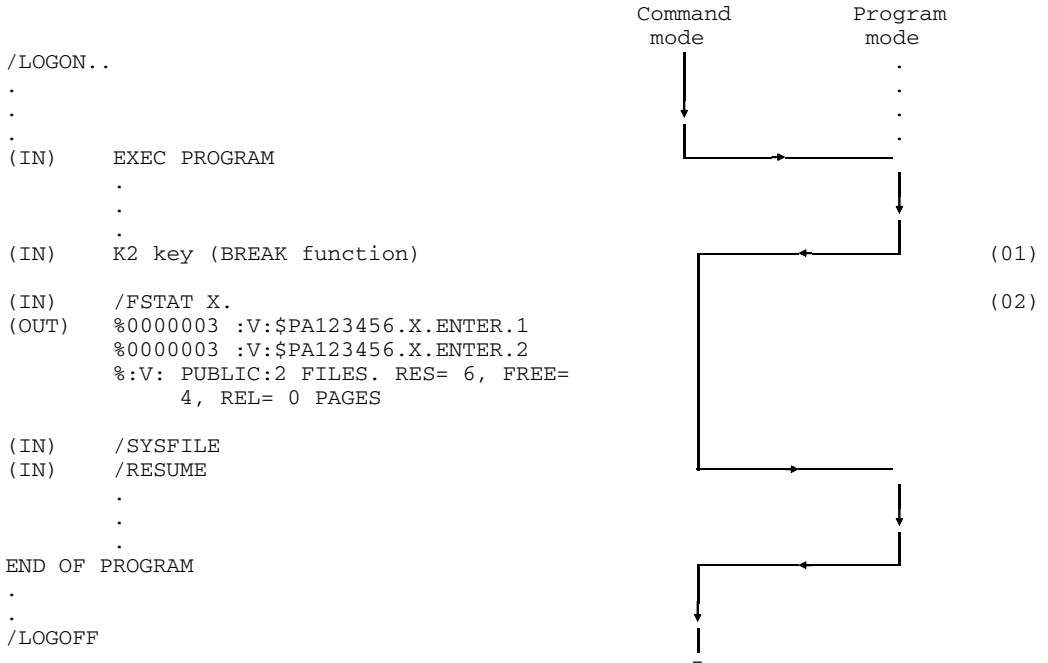 Command Program
mode mode
/LOGON..
.
.
.
.
.
.
.
(IN) EXEC PROGRAM
.
.
.
(IN) K2 key (BREAK function) (01)
(IN) /FSTAT X. (02)
(OUT) %0000003 :V:$PA123456.X.ENTER.1
%0000003 :V:$PA123456.X.ENTER.2
%:V: PUBLIC:2 FILES. RES= 6, FREE=
4, REL= 0 PAGES
(IN) /SYSFILE
(IN) /RESUME
.
.
.
END OF PROGRAM
.
.
/LOGOFF